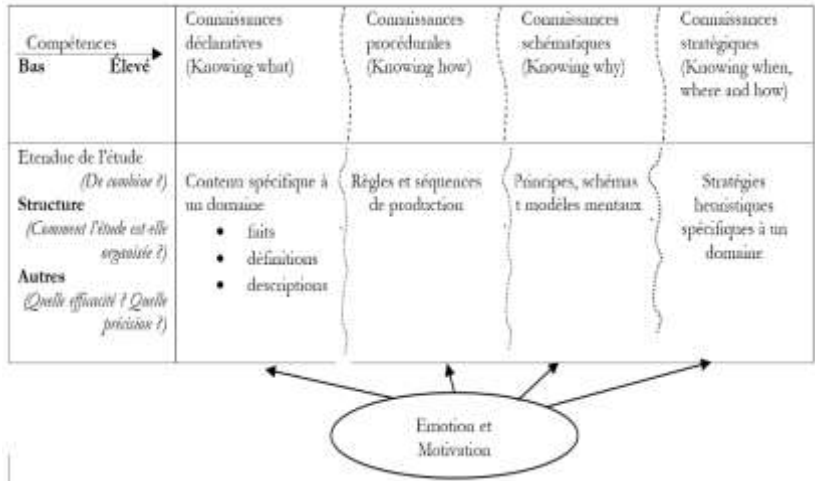 Compétences
Bas Élevé
Connaissances
déclaratives
(Knowing what)
Connaissances
procédurales
(Knowing how)
Connaissances
schématiques
(Knowing why)
Connaissances
stratégiques
(Knowing when,
where and how)
Etendue de l'étude
(De combine ?)
Structure
(Comment l'étude est-elle
organisée ?)
Autres
(Quelle efficacité ? Quelle
précision ?)
Contenu spécifique à
un domaine
• faits
• définitions
• descriptions
Règles et séquences
de production
Principes, schémas
t modèles mentaux
Stratégies
heuristiques
spécifiques à un
domaine
Emotion et
Motivation